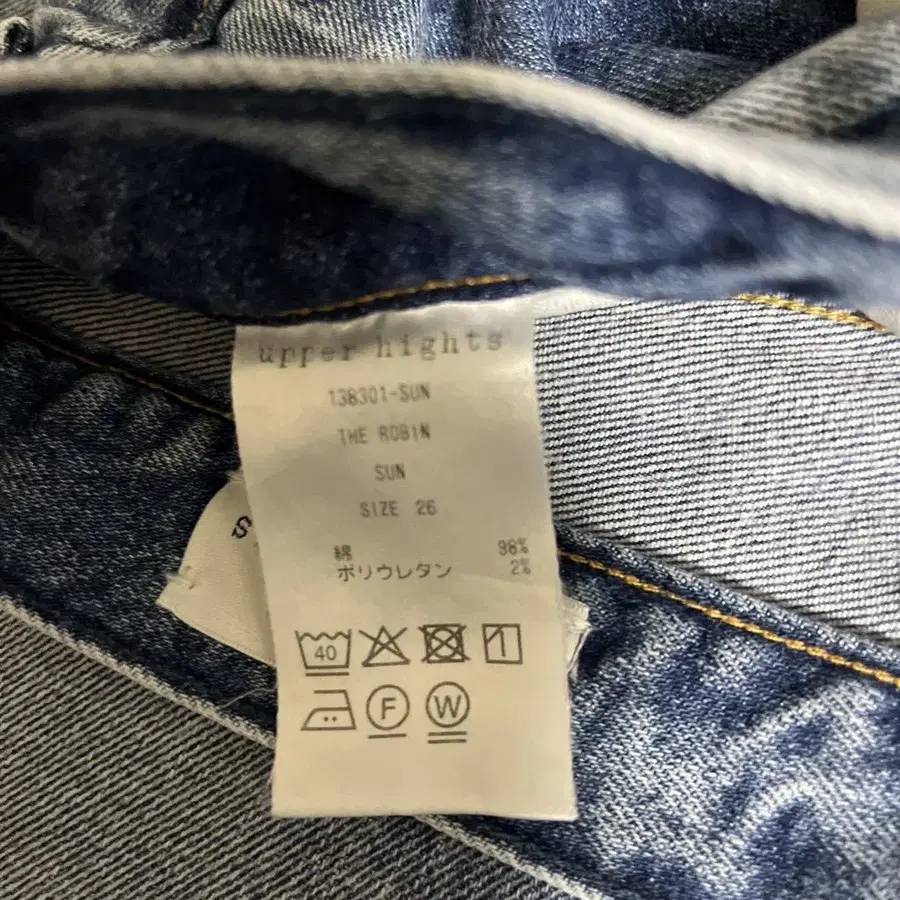 upper hights
138301-SUN
THE ROBIN
SUN
SIZE 26
綿 98%
ポリウレタン 2%
40
F W
S